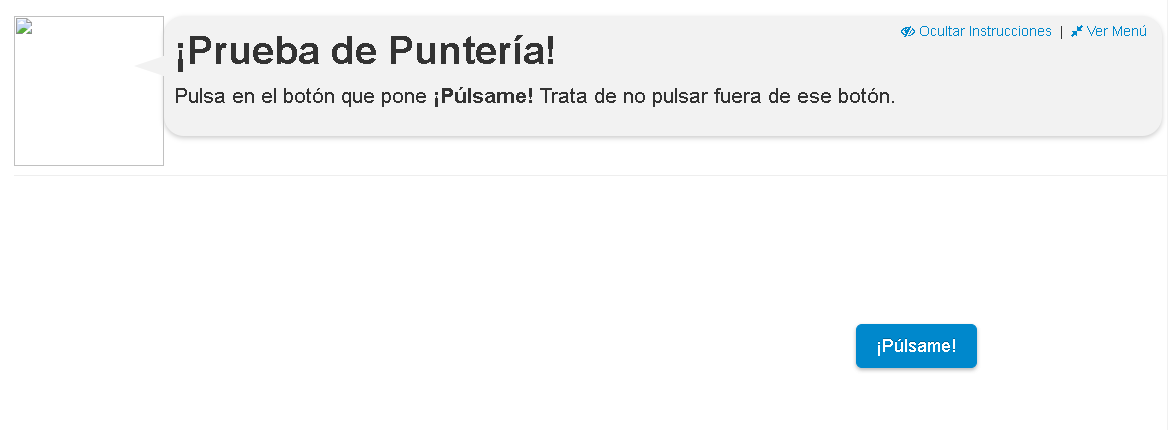 Ocultar Instrucciones | Ver Menú
¡Prueba de Puntería!
Pulsa en el botón que pone ¡Púlsame! Trata de no pulsar fuera de ese botón.
¡Púlsame!